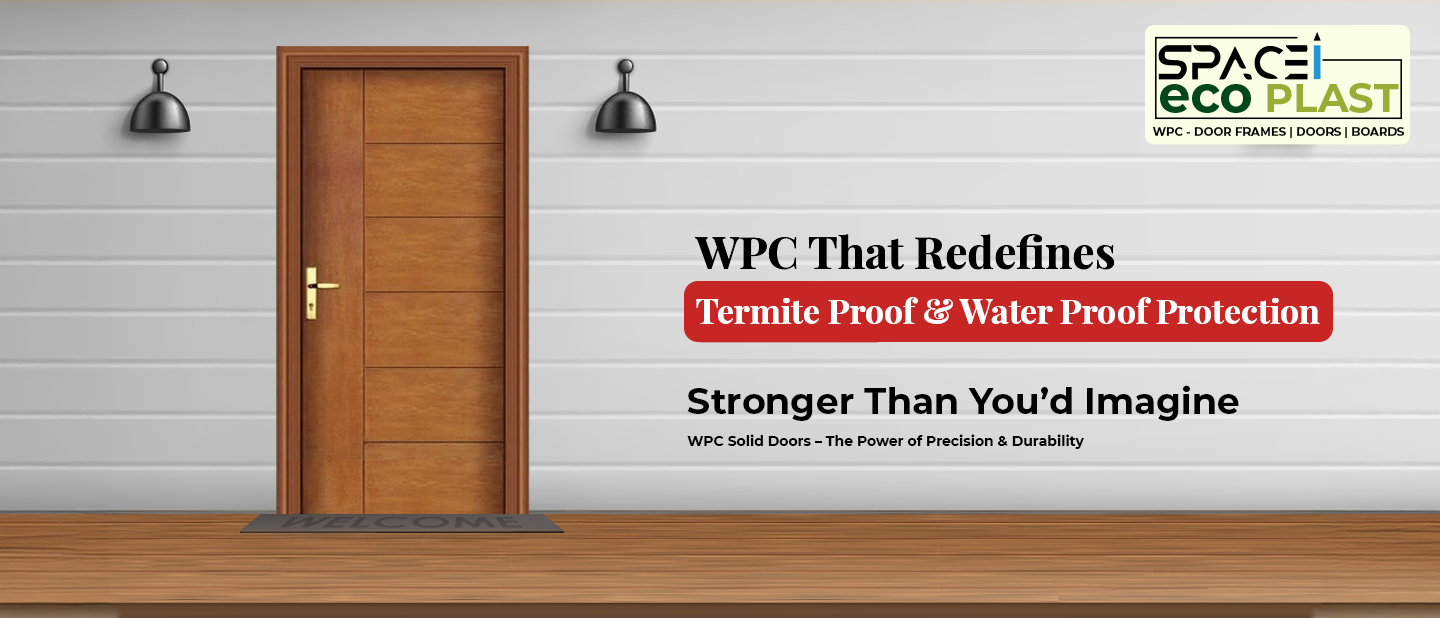 SPACEi
eco PLAST
WPC - DOOR FRAMES | DOORS | BOARDS
WPC That Redefines
Termite Proof & Water Proof Protection
Stronger Than You’d Imagine
WPC Solid Doors – The Power of Precision & Durability
WELCOME